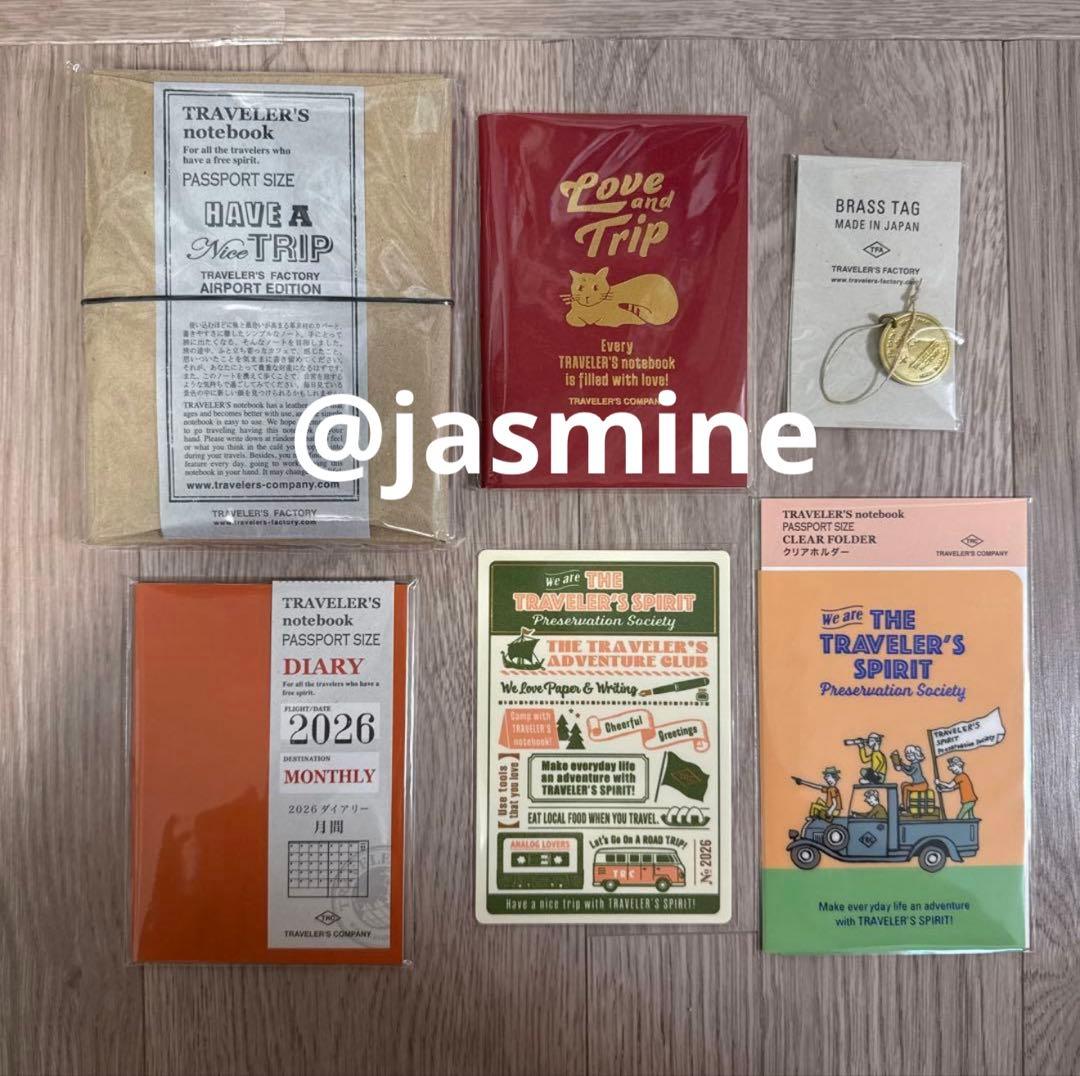 TRAVELER'S
notebook
For all the travelers who
have a free spirit.
PASSPORT SIZE
HAVE A
Nice TRIP
TRAVELER'S FACTORY
AIRPORT EDITION
TRAVELER'S notebook has a leather
ages and becomes better with use,
notebook is easy to use. We hope
to go traveling having this
hand. Please write down at random
or what you think in the café you
during your travels. Besides, you
feature every day. going to work
notebook in your hand. It may change
www.travelers-company.com
TRAVELER'S FACTORY
www.travelers-factory.com
Love
and
Trip
Every
TRAVELER'S notebook
is filled with love!
TRAVELER'S COMPANY
BRASS TAG
MADE IN JAPAN
TFA
TRAVELER'S FACTORY
www.travelers-factory.com
@jasmine
TRAVELER'S
notebook
PASSPORT SIZE
DIARY
For all the travelers who have a
free spirit.
FLIGHT/DATE
2026
DESTINATION
MONTHLY
2026 ダイアリー
月間
TRC
TRAVELER'S COMPANY
We are THE
TRAVELER'S SPIRIT
Preservation Society
THE TRAVELER'S
ADVENTURE CLUB
We Love Paper & Writing
Camp with
TRAVELER'S
notebook!
Cheerful
Greetings
Use tools
that you love
Make everyday life
an adventure with
TRAVELER'S SPIRIT!
TRC
EAT LOCAL FOOD WHEN YOU TRAVEL.
ANALOG LOVERS
Let's Go On A ROAD TRIP!
TRC
№ 2026
Have a nice trip with TRAVELER'S SPIRIT!
TRAVELER'S notebook
PASSPORT SIZE
CLEAR FOLDER
クリアホルダー
TRC
TRAVELER'S COMPANY
We are THE
TRAVELER'S
SPIRIT
Preservation Society
TRAVELER'S
SPIRIT
Preservation Society
TRC
Make everyday life an adventure
with TRAVELER'S SPIRIT!